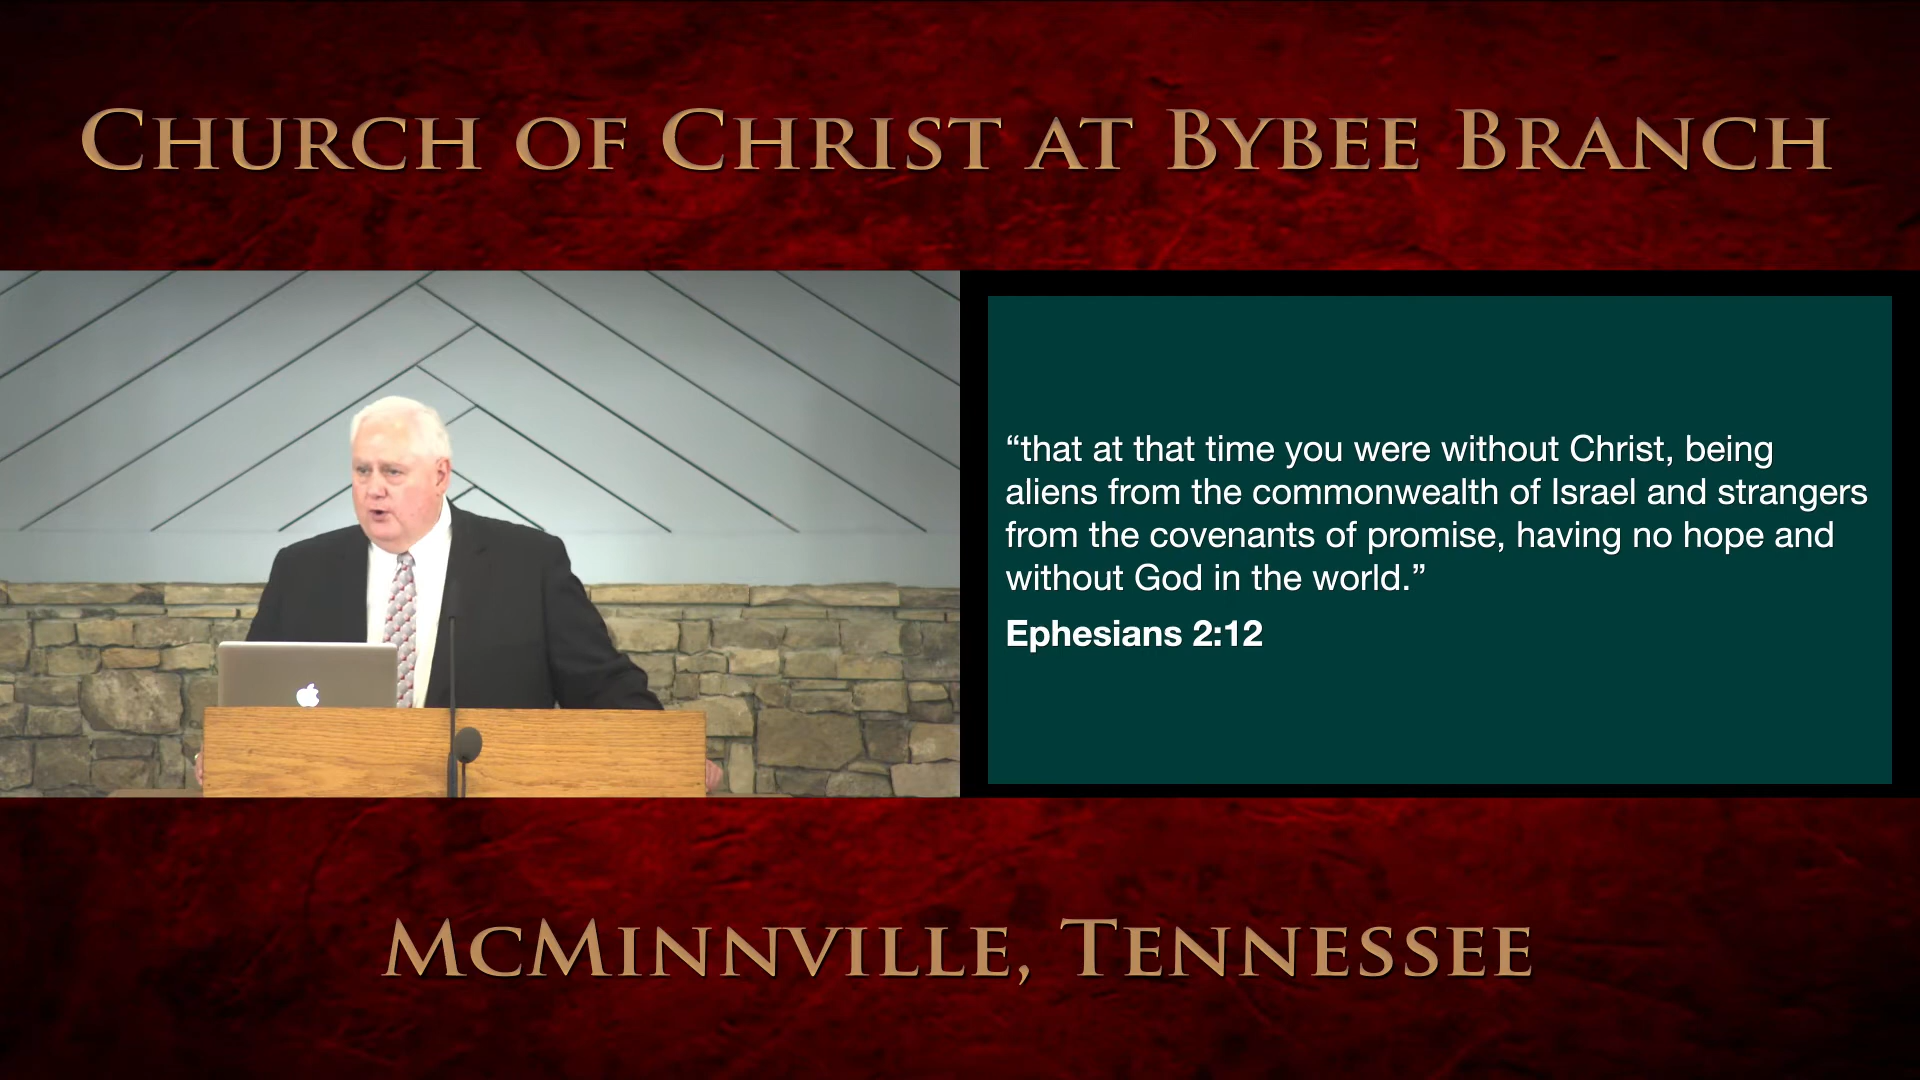 Church of Christ at Bybee Branch
“that at that time you were without Christ, being
aliens from the commonwealth of Israel and strangers
from the covenants of promise, having no hope and
without God in the world.”
Ephesians 2:12
McMinnville, Tennessee